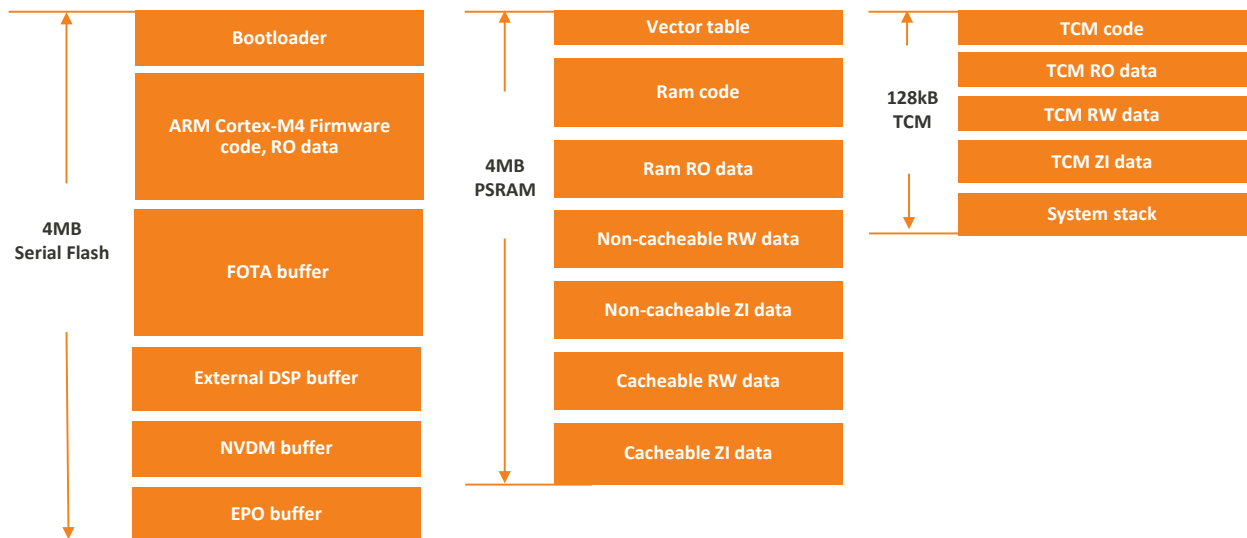 4MB
Serial Flash
Bootloader
ARM Cortex-M4 Firmware
code, RO data
FOTA buffer
External DSP buffer
NVDM buffer
EPO buffer
4MB
PSRAM
Vector table
Ram code
Ram RO data
Non-cacheable RW data
Non-cacheable ZI data
Cacheable RW data
Cacheable ZI data
128kB
TCM
TCM code
TCM RO data
TCM RW data
TCM ZI data
System stack